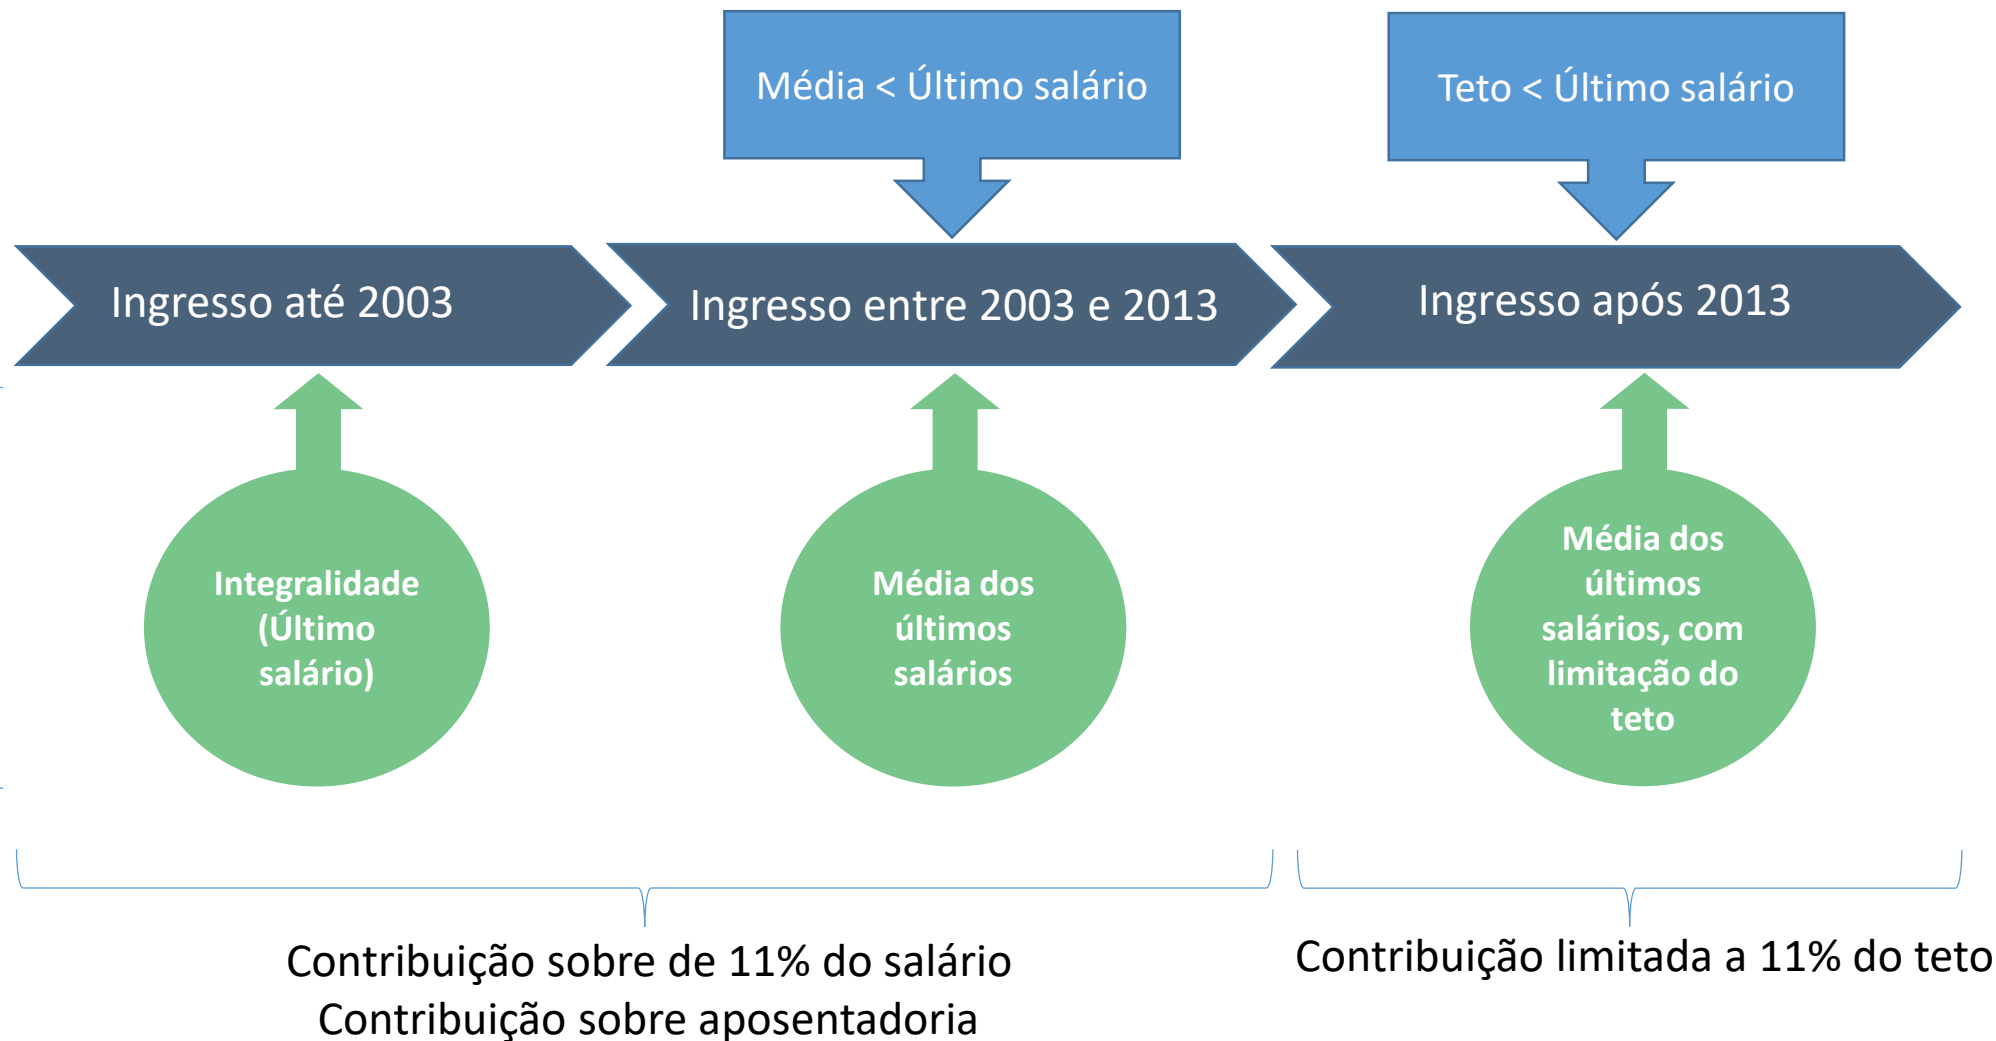 Média < Último salário
Teto < Último salário
Ingresso até 2003
Ingresso entre 2003 e 2013
Ingresso após 2013
Integralidade
(Último
salário)
Média dos
últimos
salários
Média dos
últimos
salários, com
limitação do
teto
Contribuição sobre de 11% do salário
Contribuição sobre aposentadoria
Contribuição limitada a 11% do teto